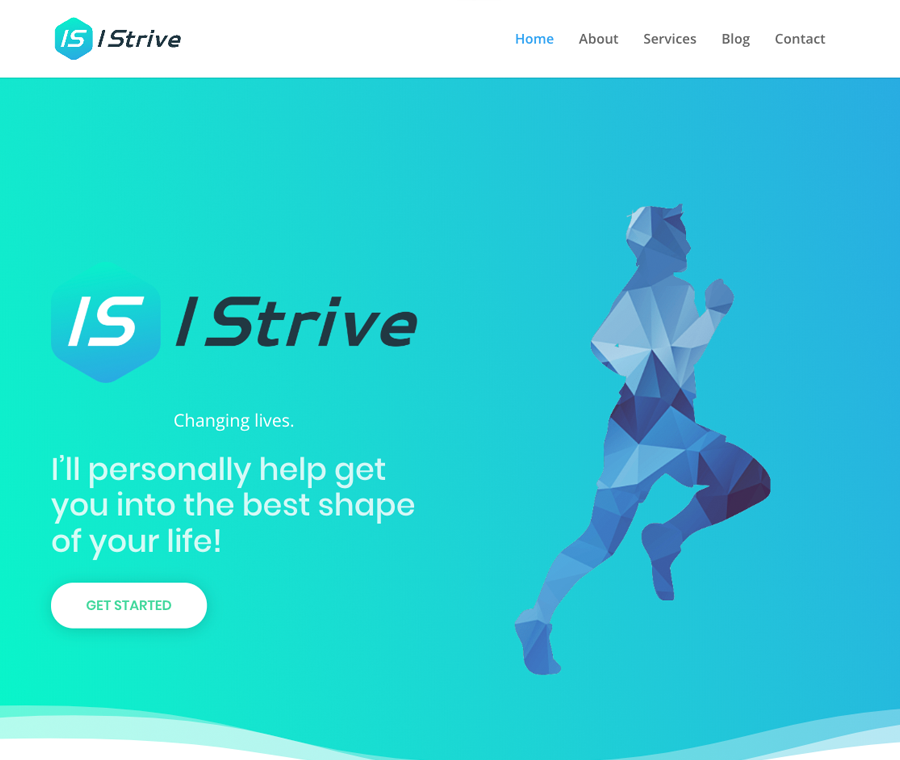 IS I Strive
Home About Services Blog Contact
IS I Strive
Changing lives.
I’ll personally help get
you into the best shape
of your life!
GET STARTED